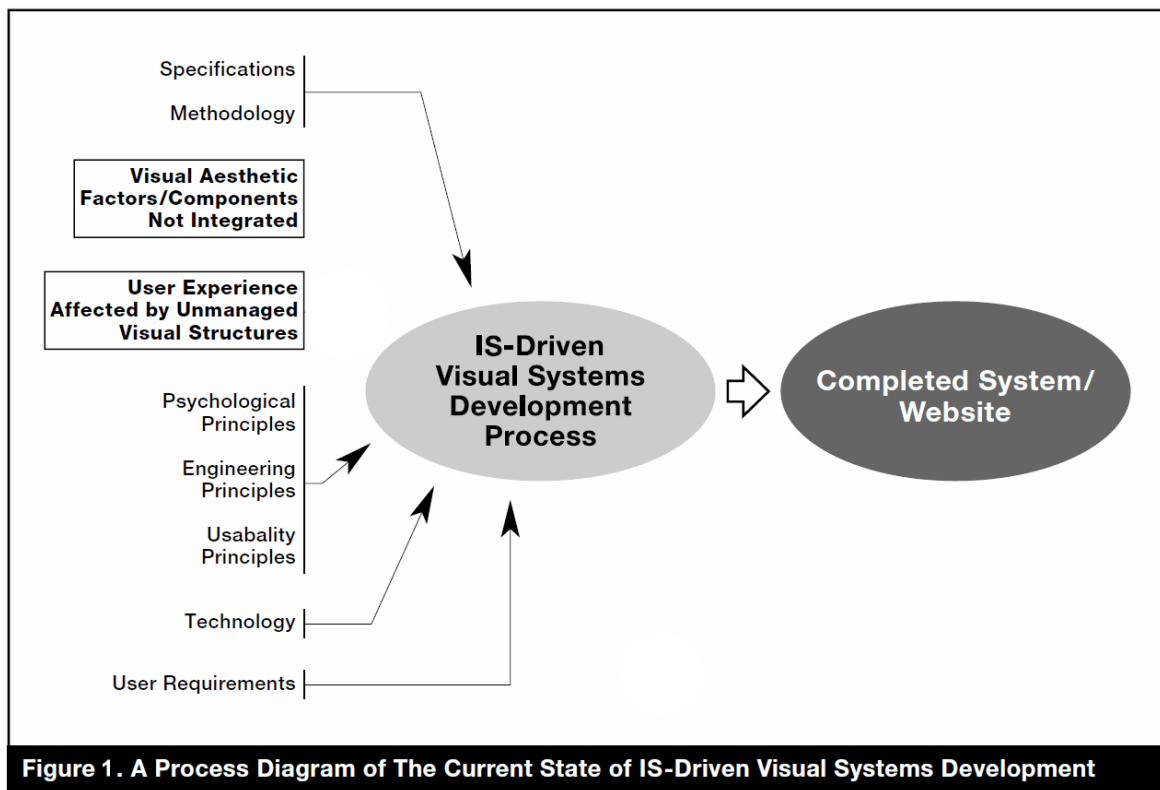 Specifications
Methodology
Visual Aesthetic
Factors/Components
Not Integrated
User Experience
Affected by Unmanaged
Visual Structures
Psychological
Principles
Engineering
Principles
Usabality
Principles
Technology
User Requirements
IS-Driven
Visual Systems
Development
Process
Completed System/
Website
Figure 1. A Process Diagram of The Current State of IS-Driven Visual Systems Development